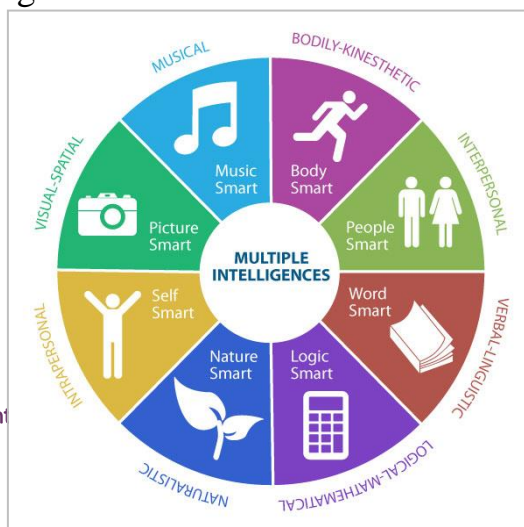 MUSICAL
BODILY-KINESTHETIC
INTERPERSONAL
VERBAL-LINGUISTIC
LOGICAL-MATHEMATICAL
NATURALISTIC
INTRAPERSONAL
VISUAL-SPATIAL
Music
Smart
Body
Smart
People
Smart
Word
Smart
Logic
Smart
Nature
Smart
Self
Smart
Picture
Smart
MULTIPLE
INTELLIGENCES